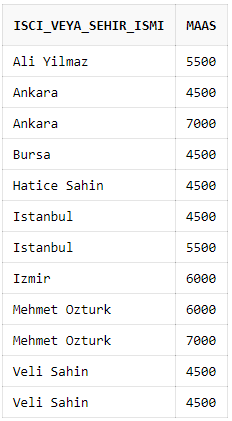 ISCI_VEYA_SEHIR_ISMI MAAS
Ali Yilmaz 5500
Ankara 4500
Ankara 7000
Bursa 4500
Hatice Sahin 4500
Istanbul 4500
Istanbul 5500
Izmir 6000
Mehmet Ozturk 6000
Mehmet Ozturk 7000
Veli Sahin 4500
Veli Sahin 4500